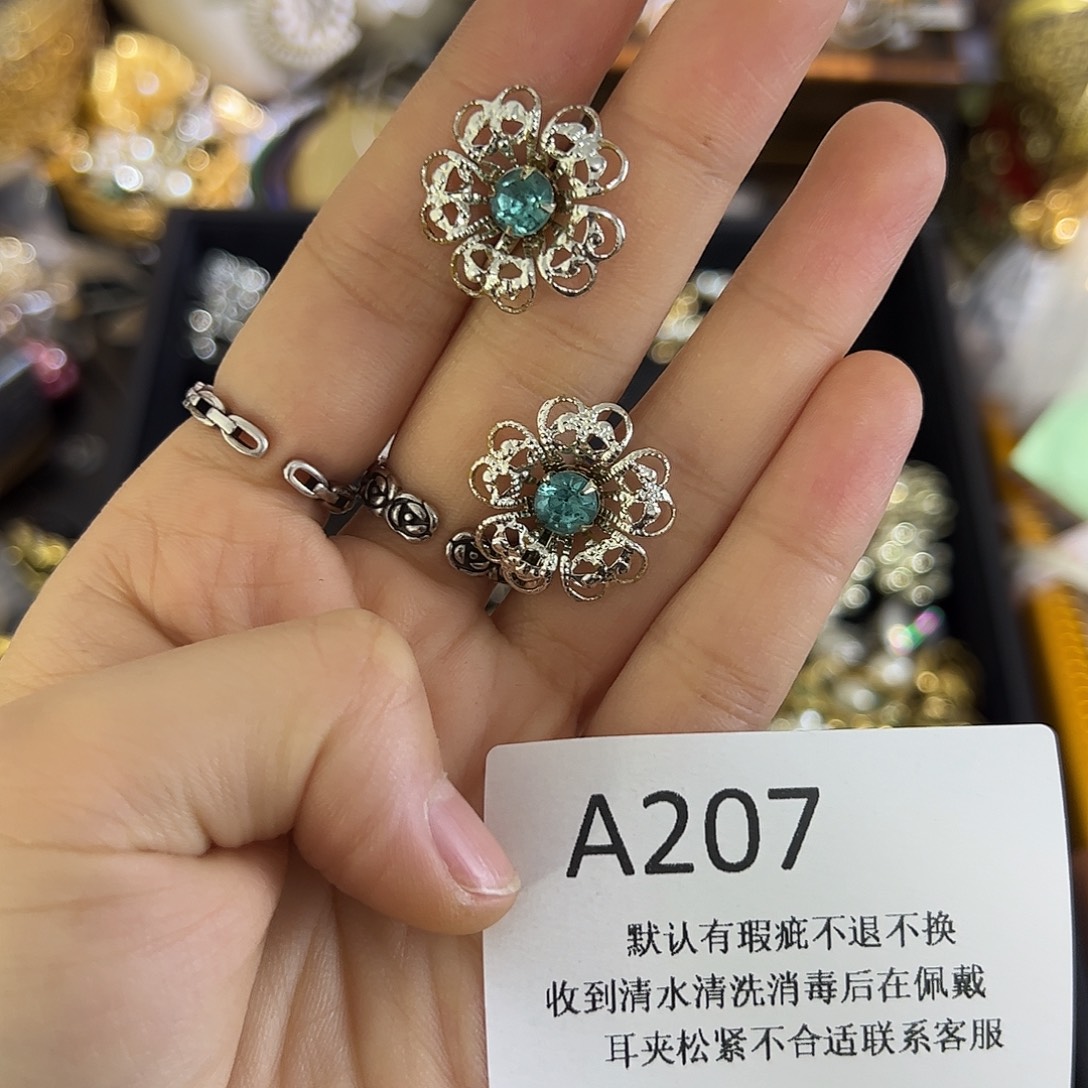 A207
默认有瑕疵不退不换
收到清水清洗消毒后在佩戴
耳夹松紧不合适联系客服